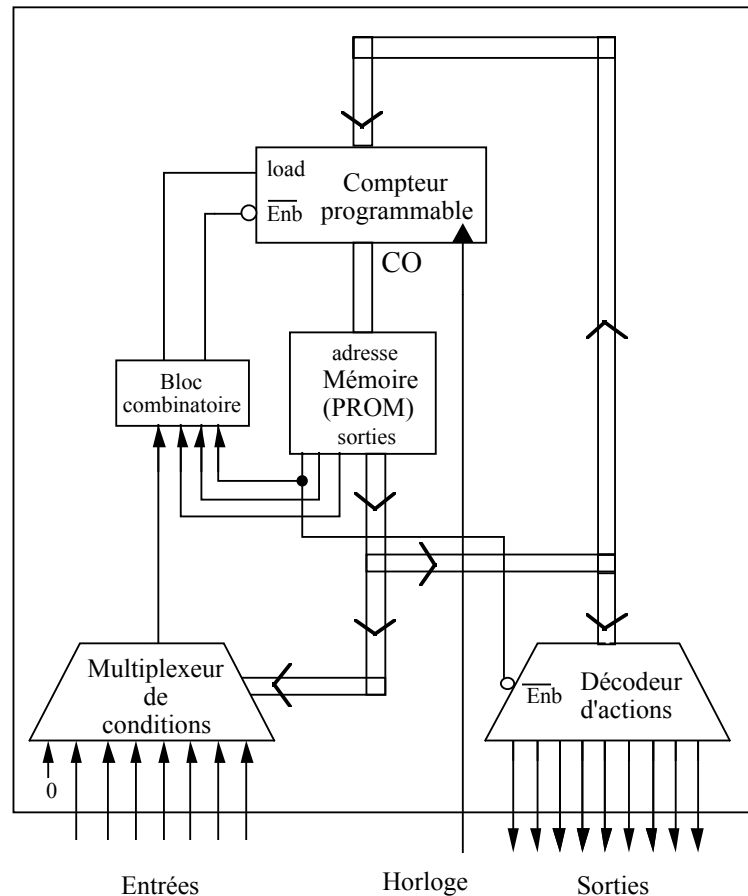 load
Enb
Compteur
programmable
CO
adresse
Mémoire
(PROM)
sorties
Bloc
combinatoire
Multiplexeur
de
conditions
0
Enb
Décodeur
d'actions
Entrées
Horloge
Sorties